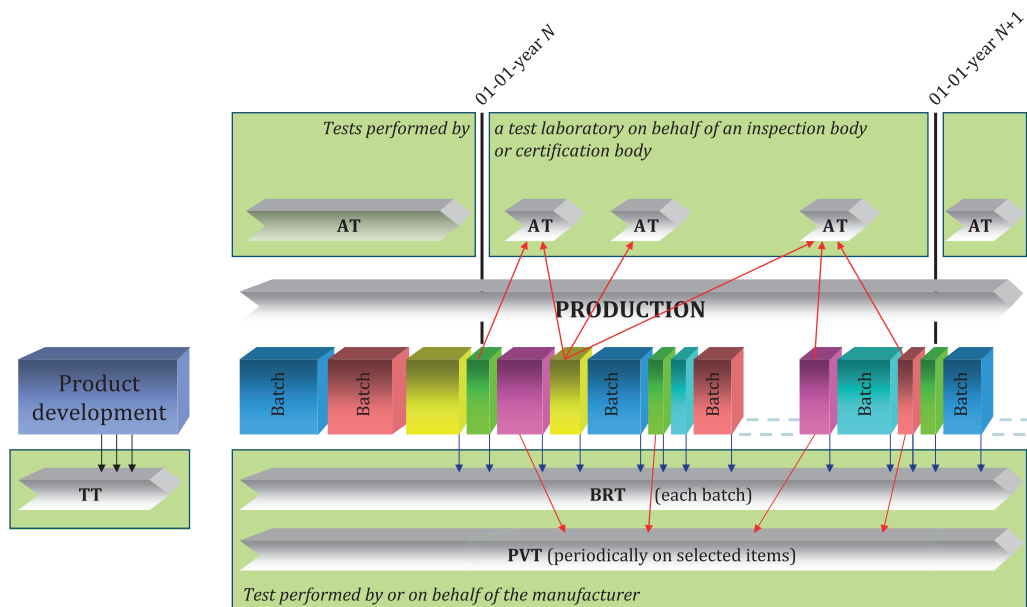 01-01-year N
01-01-year N+1
Tests performed by
a test laboratory on behalf of an inspection body
or certification body
AT
AT
AT
AT
AT
PRODUCTION
Product
development
Batch
Batch
Batch
Batch
Batch
Batch
TT
BRT (each batch)
PVT (periodically on selected items)
Test performed by or on behalf of the manufacturer